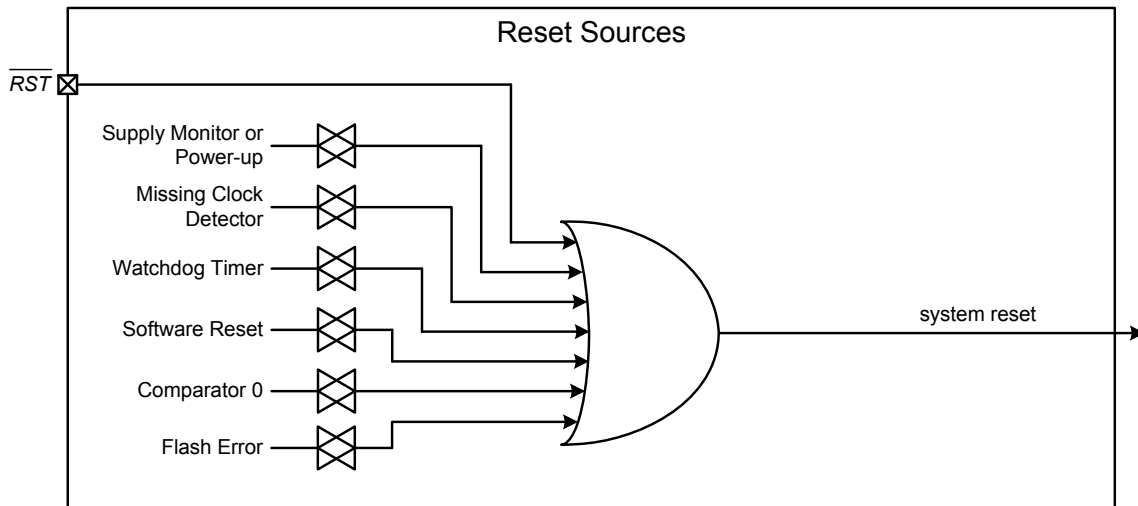 Reset Sources
RST
Supply Monitor or
Power-up
Missing Clock
Detector
Watchdog Timer
Software Reset
Comparator 0
Flash Error
system reset